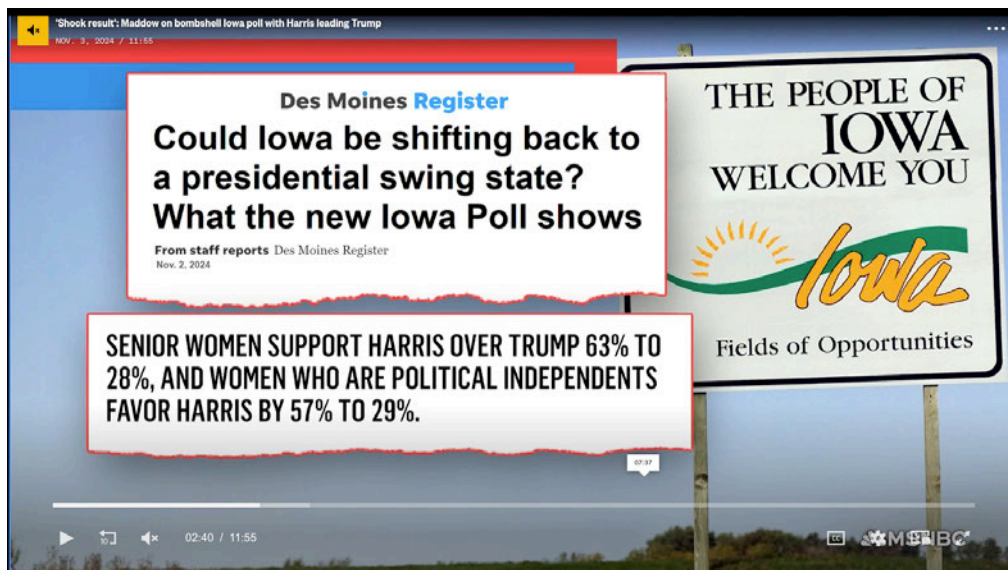 'Shock result': Maddow on bombshell Iowa poll with Harris leading Trump
NOV. 3, 2024 / 11:55
Des Moines Register
Could Iowa be shifting back to
a presidential swing state?
What the new Iowa Poll shows
From staff reports Des Moines Register
Nov. 2, 2024
SENIOR WOMEN SUPPORT HARRIS OVER TRUMP 63% TO
28%, AND WOMEN WHO ARE POLITICAL INDEPENDENTS
FAVOR HARRIS BY 57% TO 29%.
THE PEOPLE OF
IOWA
WELCOME YOU
Iowa
Fields of Opportunities
07:37
10
02:40 / 11:55
CC
MSNBC